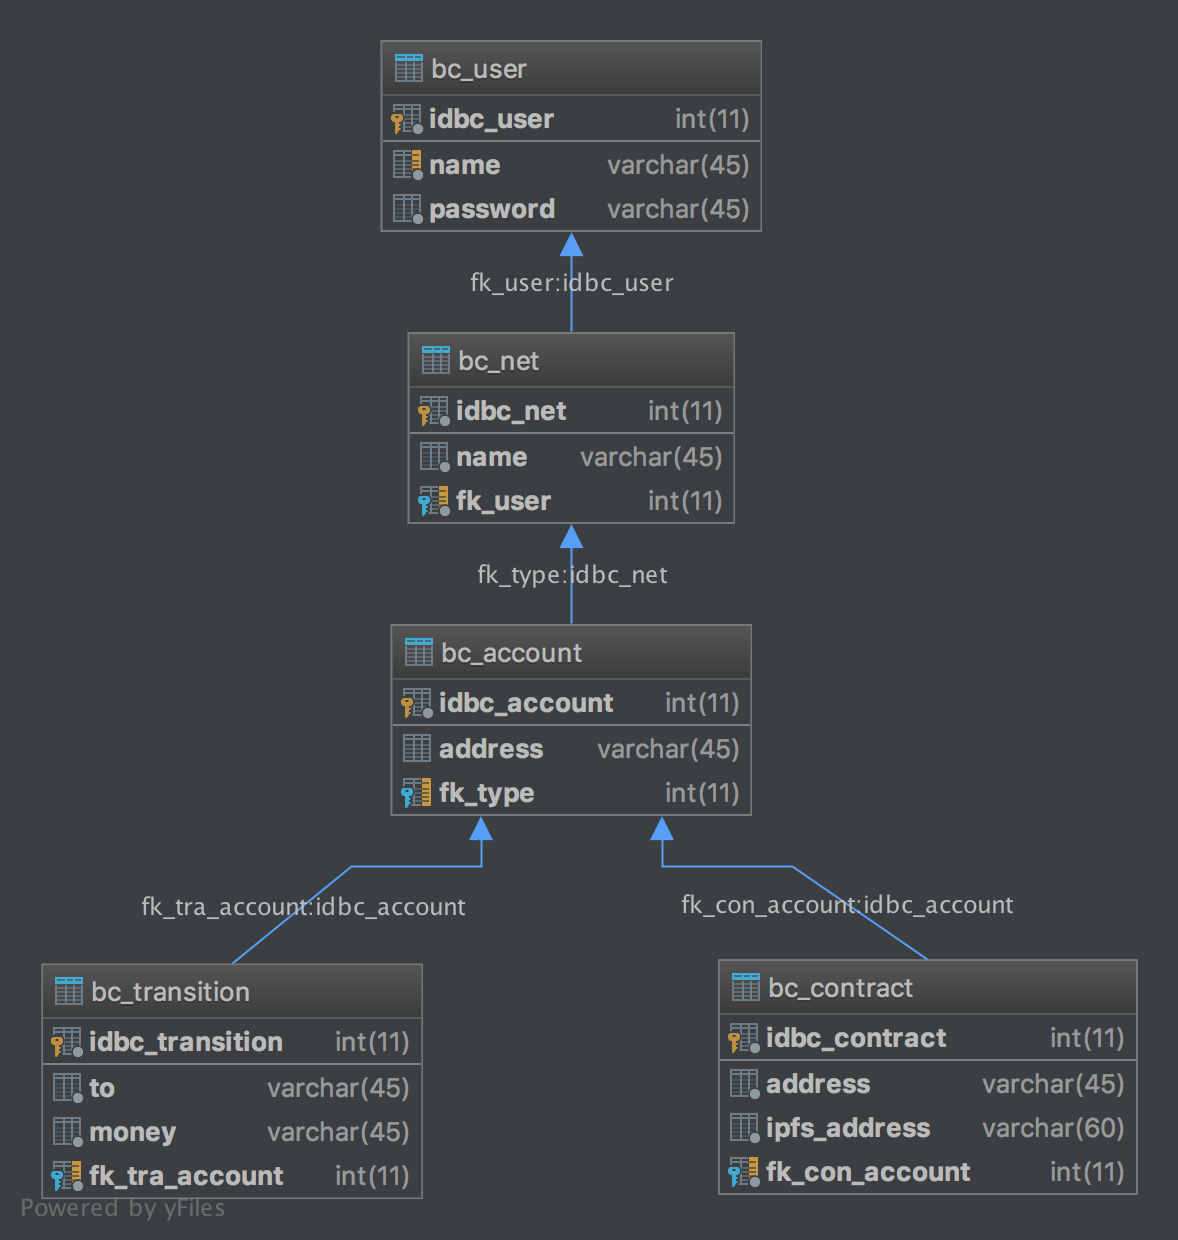 bc_user
idbc_user int(11)
name varchar(45)
password varchar(45)
fk_user:idbc_user
bc_net
idbc_net int(11)
name varchar(45)
fk_user int(11)
fk_type:idbc_net
bc_account
idbc_account int(11)
address varchar(45)
fk_type int(11)
fk_tra_account:idbc_account
fk_con_account:idbc_account
bc_transition
idbc_transition int(11)
to varchar(45)
money varchar(45)
fk_tra_account int(11)
bc_contract
idbc_contract int(11)
address varchar(45)
ipfs_address varchar(60)
fk_con_account int(11)
Powered by yFiles